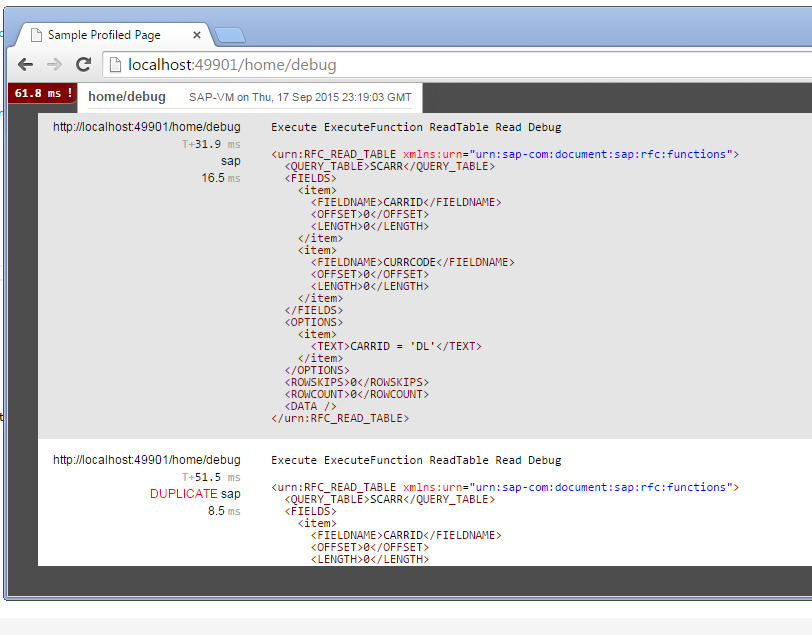 Sample Profiled Page ×
localhost:49901/home/debug
61.8 ms ! home/debug SAP-VM on Thu, 17 Sep 2015 23:19:03 GMT
http://localhost:49901/home/debug Execute ExecuteFunction ReadTable Read Debug
T+31.9 ms
sap <urn:RFC_READ_TABLE xmlns:urn="urn:sap-com:document:sap:rfc:functions">
<QUERY_TABLE>SCARR</QUERY_TABLE>
16.5 ms <FIELDS>
<item>
<FIELDNAME>CARRID</FIELDNAME>
<OFFSET>0</OFFSET>
<LENGTH>0</LENGTH>
</item>
<item>
<FIELDNAME>CURRCODE</FIELDNAME>
<OFFSET>0</OFFSET>
<LENGTH>0</LENGTH>
</item>
</FIELDS>
<OPTIONS>
<item>
<TEXT>CARRID = 'DL'</TEXT>
</item>
</OPTIONS>
<ROWSKIPS>0</ROWSKIPS>
<ROWCOUNT>0</ROWCOUNT>
<DATA />
</urn:RFC_READ_TABLE>
http://localhost:49901/home/debug Execute ExecuteFunction ReadTable Read Debug
T+51.5 ms
DUPLICATE sap <urn:RFC_READ_TABLE xmlns:urn="urn:sap-com:document:sap:rfc:functions">
<QUERY_TABLE>SCARR</QUERY_TABLE>
8.5 ms <FIELDS>
<item>
<FIELDNAME>CARRID</FIELDNAME>
<OFFSET>0</OFFSET>
<LENGTH>0</LENGTH>